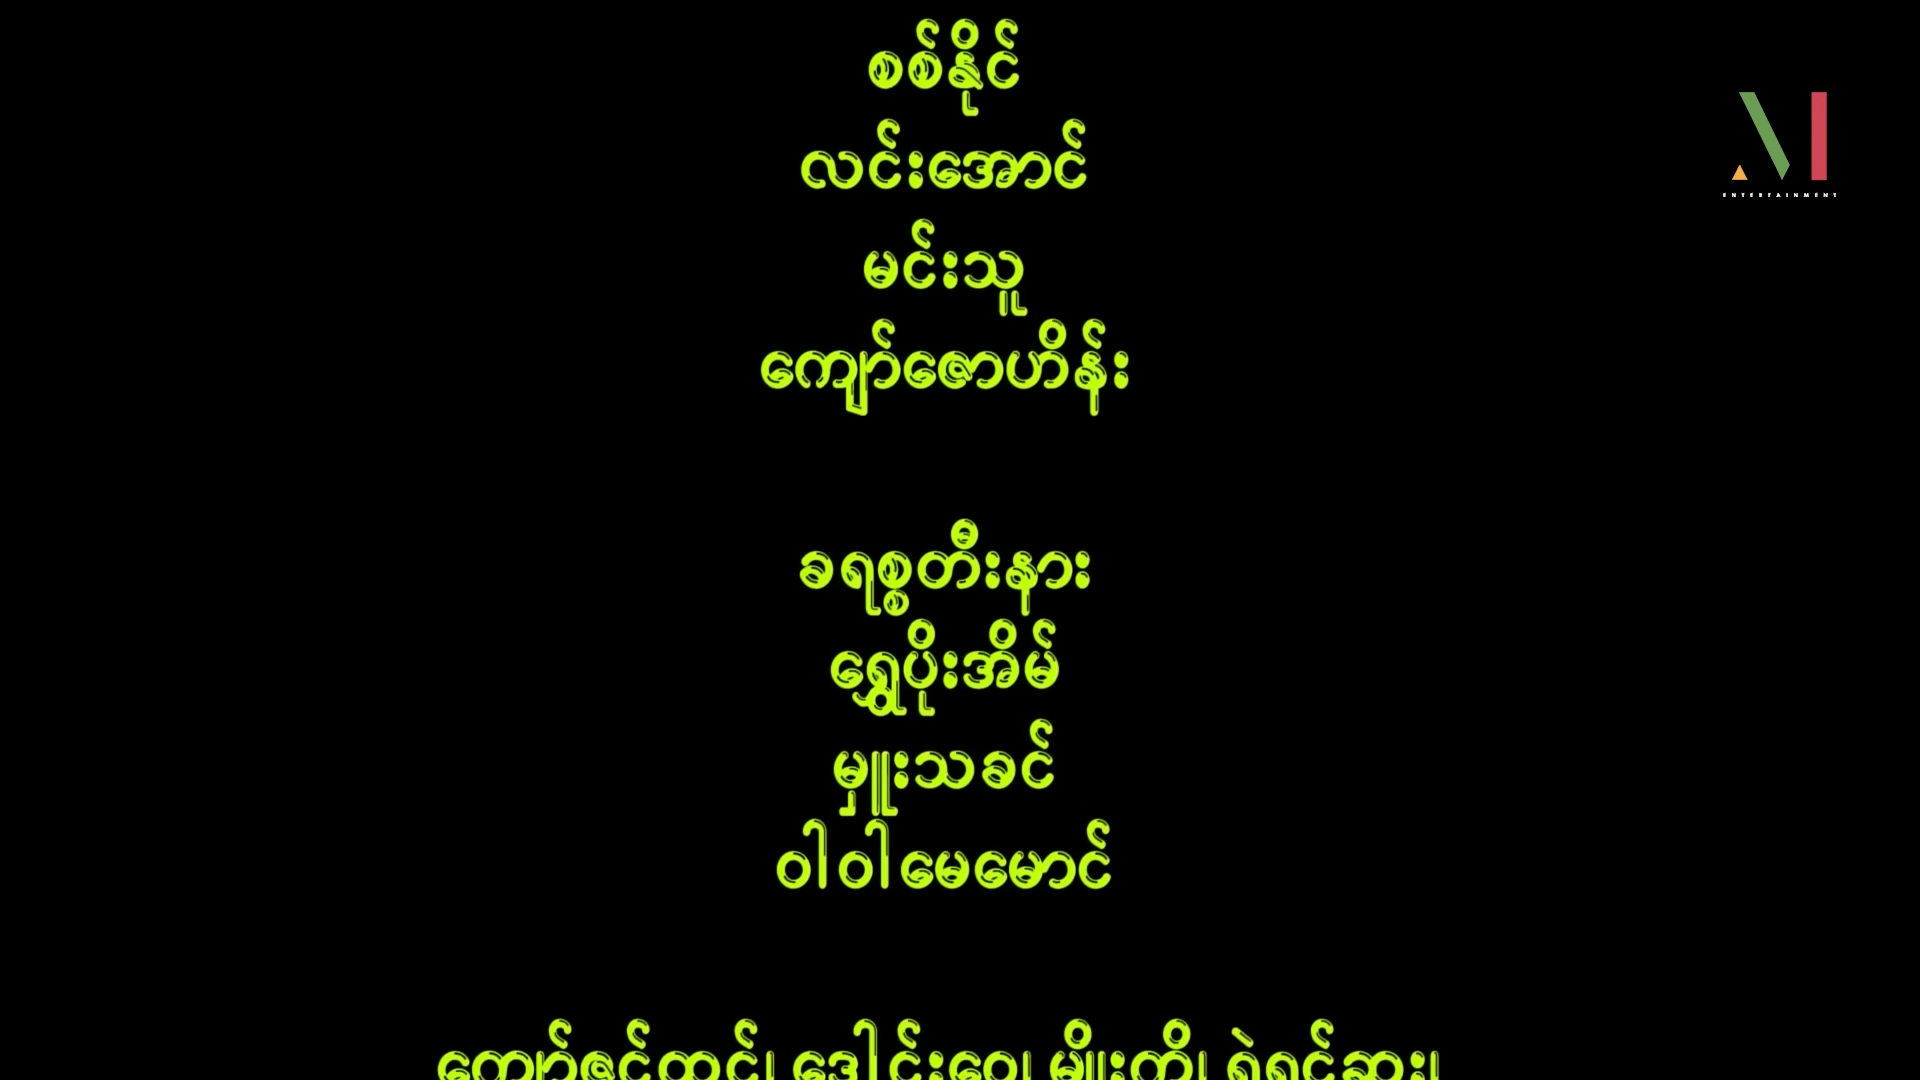 စစ်နိုင်
လင်းအောင်
မင်းသူ
ကျော်ဇောဟိန်း
ခရစ္စတီးနား
ရွှေပိုးအိမ်
မှူးသခင်
ဝါဝါမေမောင်
ENTERTAINMENT